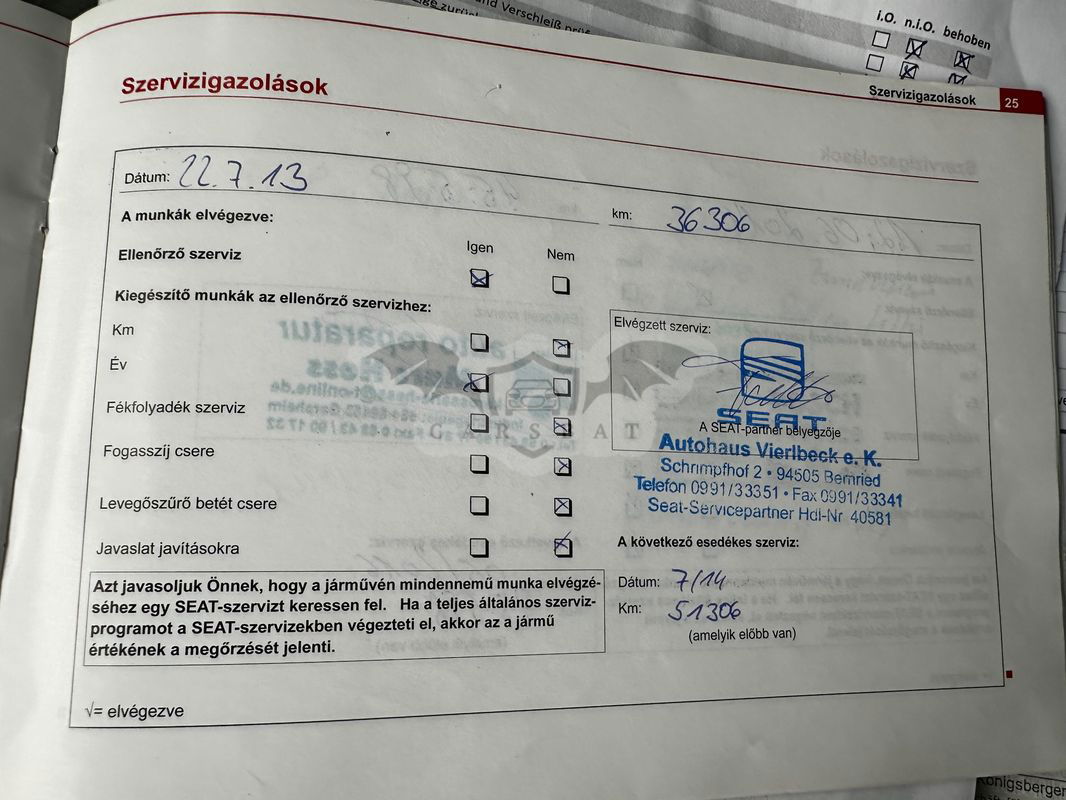 und Verschleiß
i.O. n.i.O. behoben
Szervizigazolások
Szervizigazolások 25
Dátum: 22.7.13
km: 36306
A munkák elvégezve:
Igen Nem
Ellenőrző szerviz
Kiegészítő munkák az ellenőrző szervizhez:
Km
Év
Fékfolyadék szerviz
Fogasszíj csere
Levegőszűrő betét csere
Javaslat javításokra
Elvégzett szerviz:
SEAT
A SEAT-partner bélyegzője
Autohaus Vierlbeck e. K.
Schrimpfhof 2 • 94505 Bernried
Telefon 0991/33351 • Fax 0991/33341
Seat-Servicepartner Hdl-Nr 40581
A következő esedékes szerviz:
Dátum: 7/14
Km: 51306
(amelyik előbb van)
Azt javasoljuk Önnek, hogy a járművén mindennemű munka elvégzé-
séhez egy SEAT-szervizt keressen fel. Ha a teljes általános szerviz-
programot a SEAT-szervizekben végezteti el, akkor az a jármű
értékének a megőrzését jelenti.
√= elvégezve
CARSAT
Königsberger